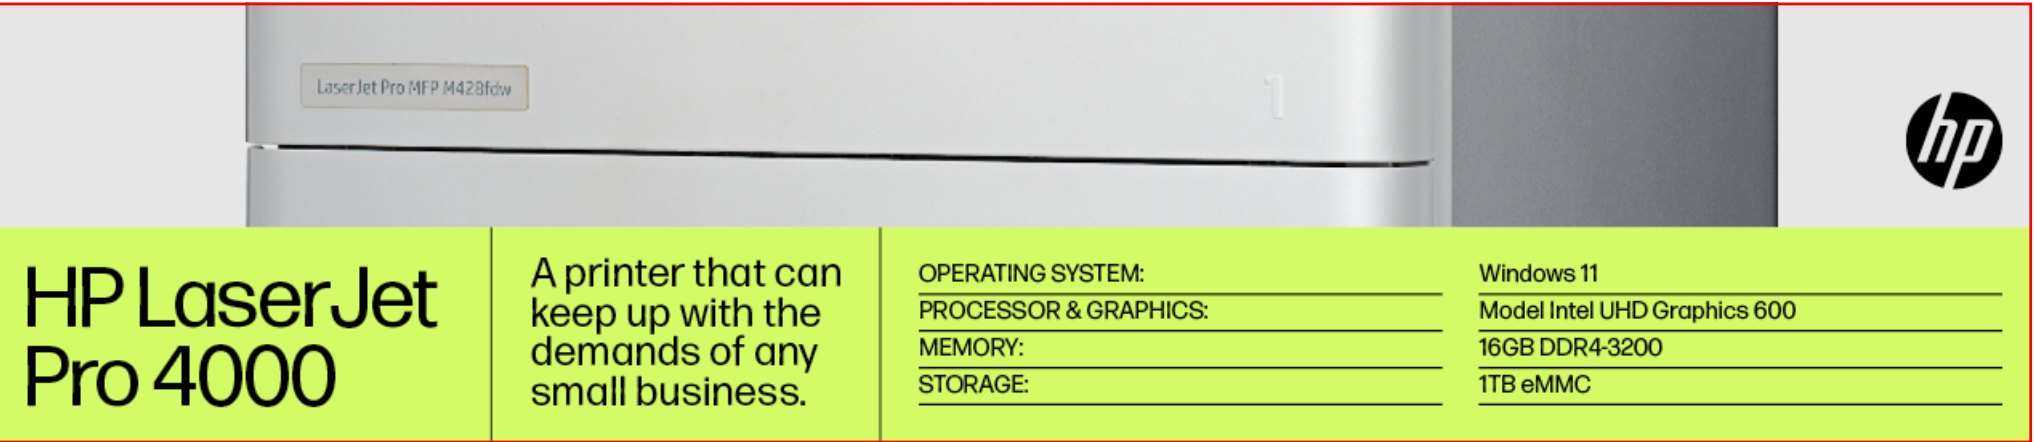 LaserJet Pro MFP M428fdw
1
hp
HP LaserJet
Pro 4000
A printer that can
keep up with the
demands of any
small business.
OPERATING SYSTEM: Windows 11
PROCESSOR & GRAPHICS: Model Intel UHD Graphics 600
MEMORY: 16GB DDR4-3200
STORAGE: 1TB eMMC